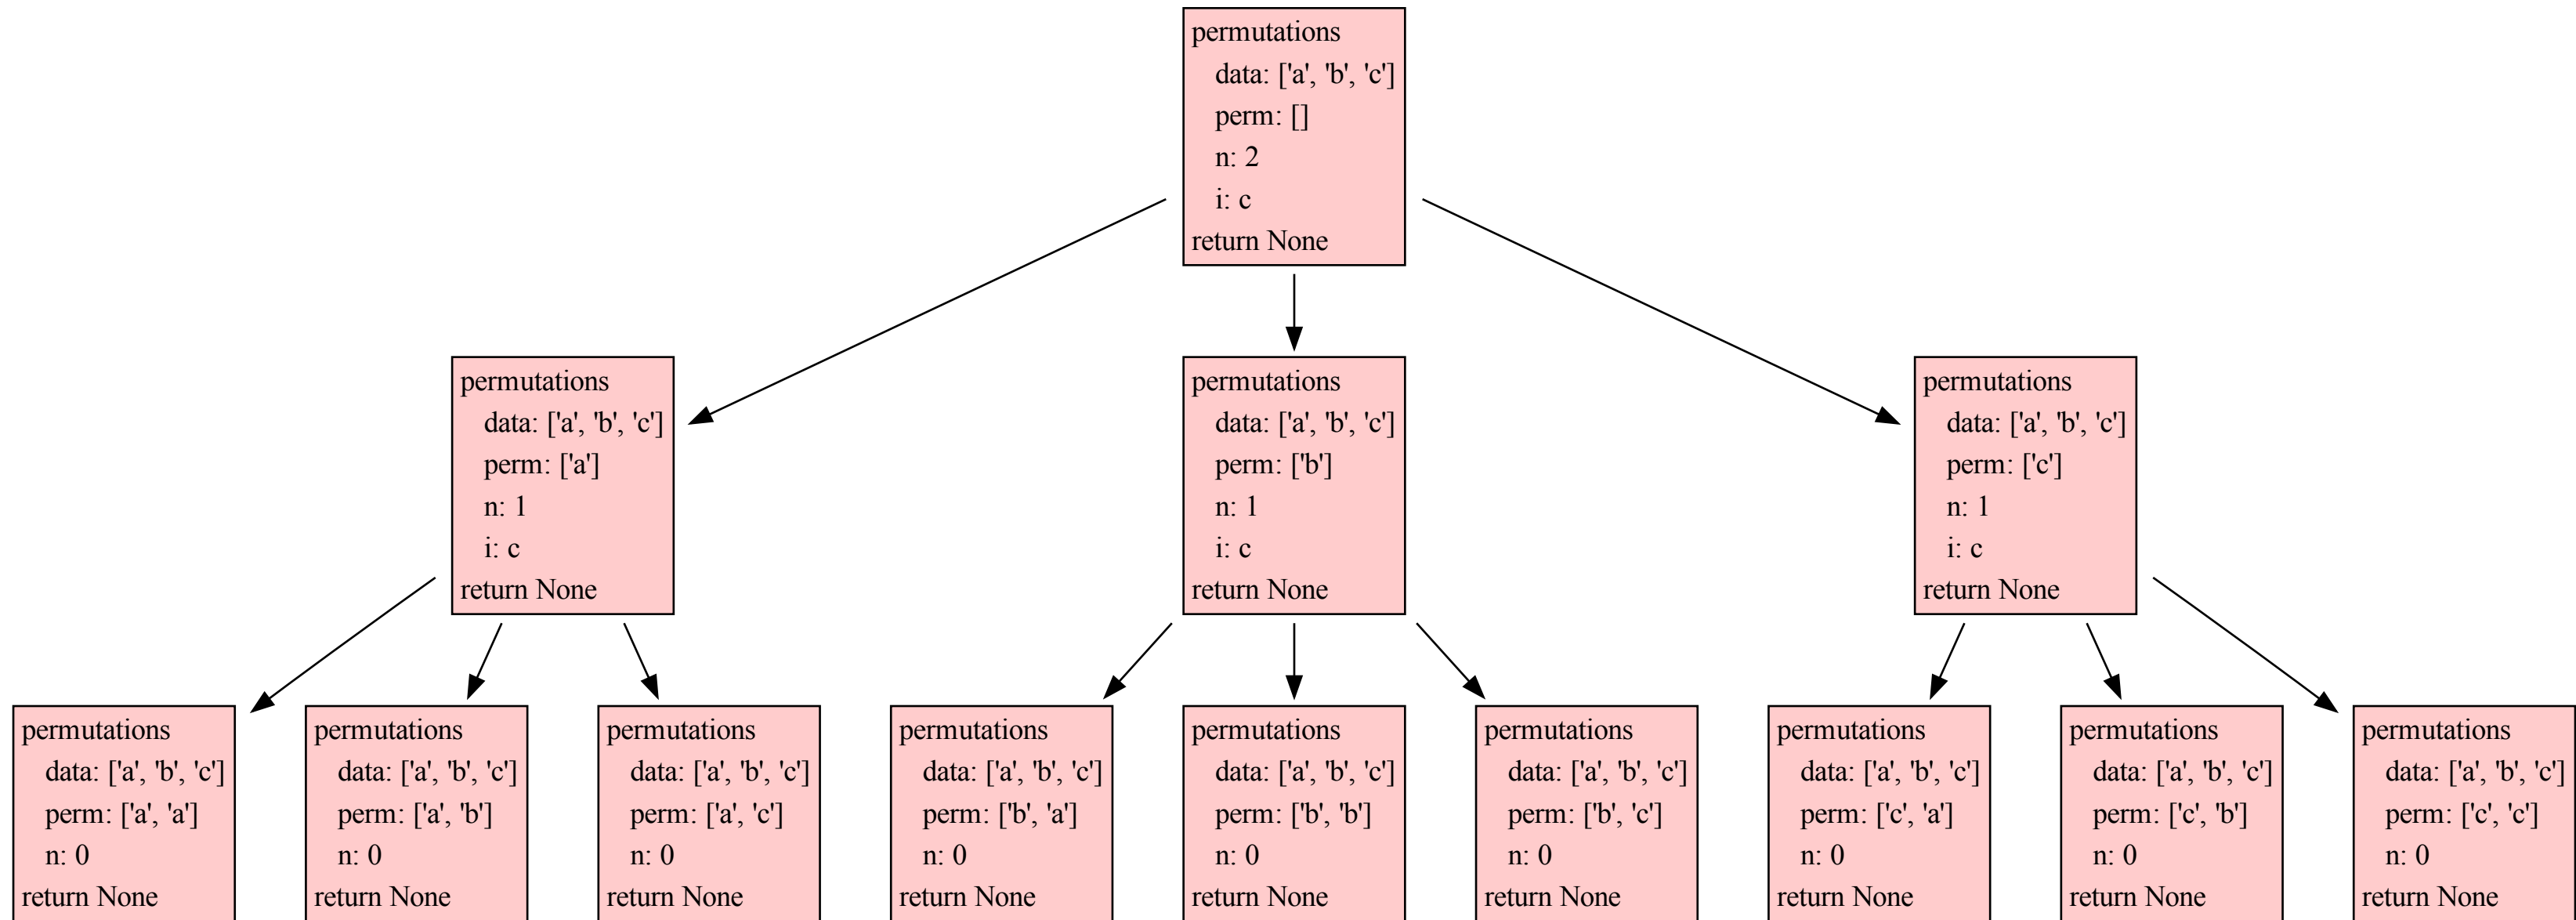 permutations
data: ['a', 'b', 'c']
perm: []
n: 2
i: c
return None
permutations
data: ['a', 'b', 'c']
perm: ['a']
n: 1
i: c
return None
permutations
data: ['a', 'b', 'c']
perm: ['b']
n: 1
i: c
return None
permutations
data: ['a', 'b', 'c']
perm: ['c']
n: 1
i: c
return None
permutations
data: ['a', 'b', 'c']
perm: ['a', 'a']
n: 0
return None
permutations
data: ['a', 'b', 'c']
perm: ['a', 'b']
n: 0
return None
permutations
data: ['a', 'b', 'c']
perm: ['a', 'c']
n: 0
return None
permutations
data: ['a', 'b', 'c']
perm: ['b', 'a']
n: 0
return None
permutations
data: ['a', 'b', 'c']
perm: ['b', 'b']
n: 0
return None
permutations
data: ['a', 'b', 'c']
perm: ['b', 'c']
n: 0
return None
permutations
data: ['a', 'b', 'c']
perm: ['c', 'a']
n: 0
return None
permutations
data: ['a', 'b', 'c']
perm: ['c', 'b']
n: 0
return None
permutations
data: ['a', 'b', 'c']
perm: ['c', 'c']
n: 0
return None